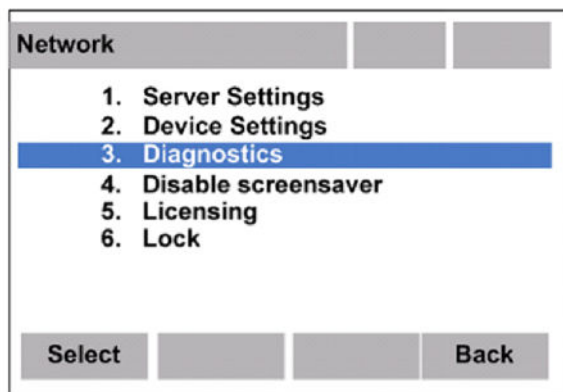 Network
1. Server Settings
2. Device Settings
3. Diagnostics
4. Disable screensaver
5. Licensing
6. Lock
Select Back